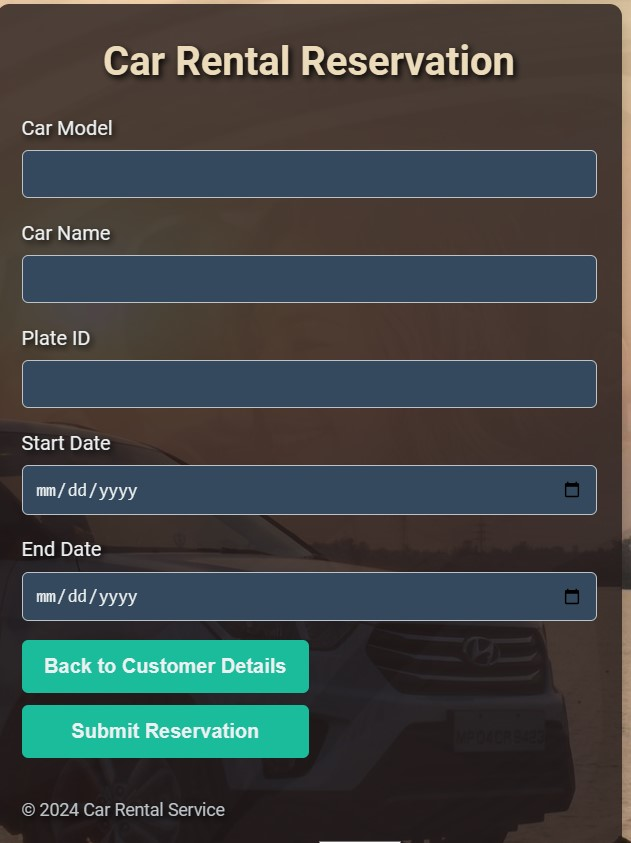 Car Rental Reservation
Car Model
Car Name
Plate ID
Start Date
mm/dd/yyyy
End Date
mm/dd/yyyy
Back to Customer Details
Submit Reservation
© 2024 Car Rental Service